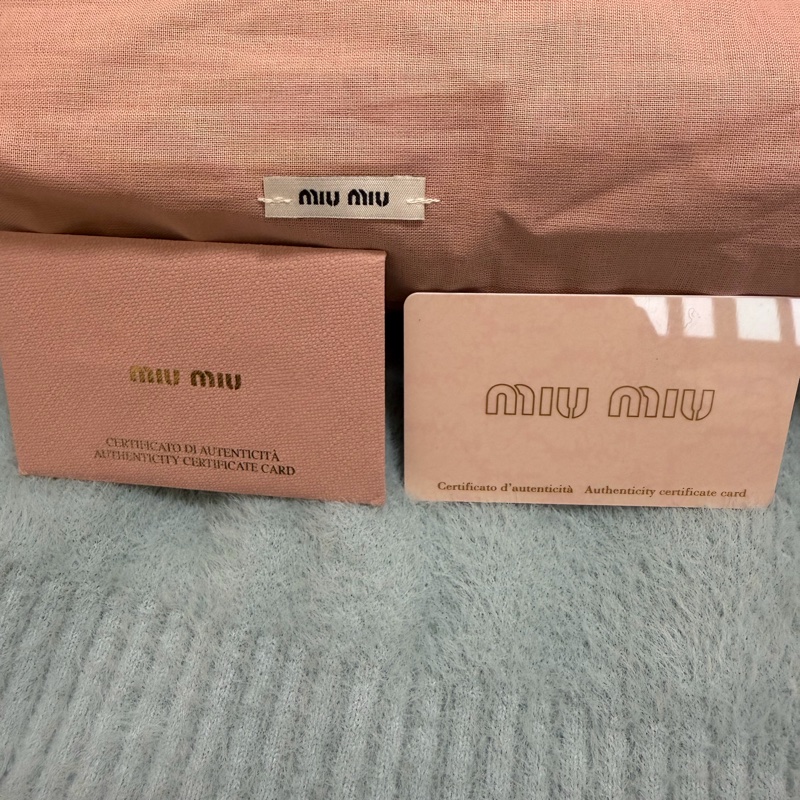 MIU MIU
MIU MIU
CERTIFICATO DI AUTENTICITÀ
AUTHENTICITY CERTIFICATE CARD
MIU MIU
Certificato d'autenticità Authenticity certificate card